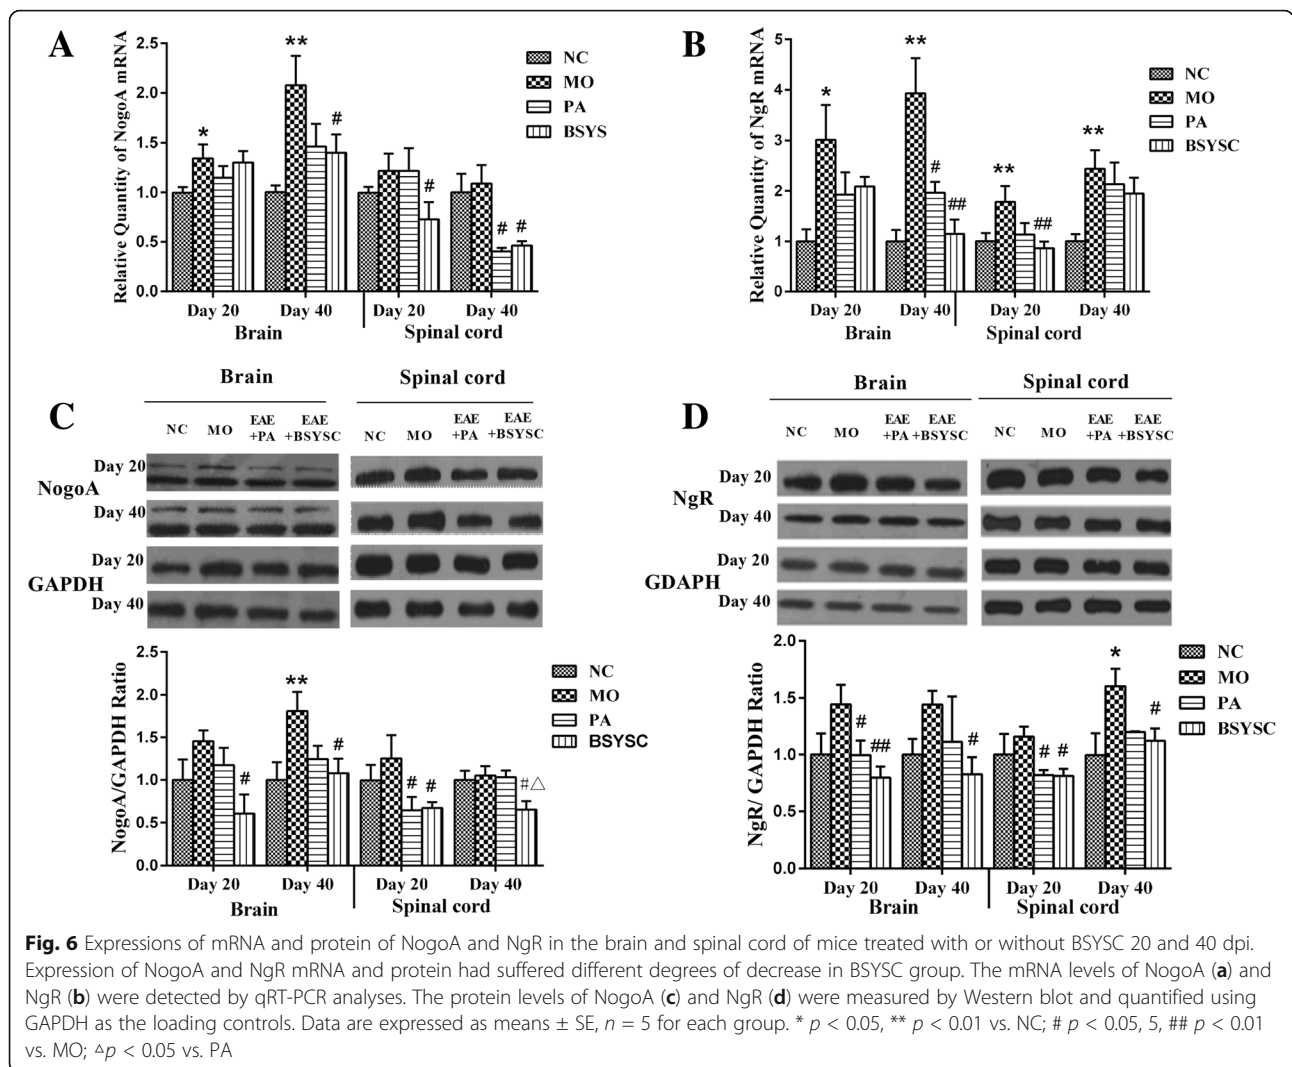 A
Relative Quantity of NogoA mRNA
2.5
2.0
1.5
1.0
0.5
0.0
*
**
#
#
# #
NC
MO
PA
BSYS
Day 20 Day 40 Day 20 Day 40
Brain Spinal cord
B
Relative Quantity of NgR mRNA
5
4
3
2
1
0
*
**
#
##
**
##
**
NC
MO
PA
BSYSC
Day 20 Day 40 Day 20 Day 40
Brain Spinal cord
C
Brain Spinal cord
NC MO EAE +PA EAE +BSYSC NC MO EAE +PA EAE +BSYSC
NogoA
Day 20
Day 40
GAPDH
Day 20
Day 40
NogoA/GAPDH Ratio
2.5
2.0
1.5
1.0
0.5
0.0
#
**
#
# #
#△
NC
MO
PA
BSYSC
Day 20 Day 40 Day 20 Day 40
Brain Spinal cord
D
Brain Spinal cord
NC MO EAE +PA EAE +BSYSC NC MO EAE +PA EAE +BSYSC
NgR
Day 20
Day 40
GDAPH
Day 20
Day 40
NgR/ GAPDH Ratio
2.0
1.5
1.0
0.5
0.0
#
##
#
# #
*
#
NC
MO
PA
BSYSC
Day 20 Day 40 Day 20 Day 40
Brain Spinal cord
Fig. 6 Expressions of mRNA and protein of NogoA and NgR in the brain and spinal cord of mice treated with or without BSYSC 20 and 40 dpi.
Expression of NogoA and NgR mRNA and protein had suffered different degrees of decrease in BSYSC group. The mRNA levels of NogoA (a) and
NgR (b) were detected by qRT-PCR analyses. The protein levels of NogoA (c) and NgR (d) were measured by Western blot and quantified using
GAPDH as the loading controls. Data are expressed as means ± SE, n = 5 for each group. * p < 0.05, ** p < 0.01 vs. NC; # p < 0.05, 5, ## p < 0.01
vs. MO; △p < 0.05 vs. PA